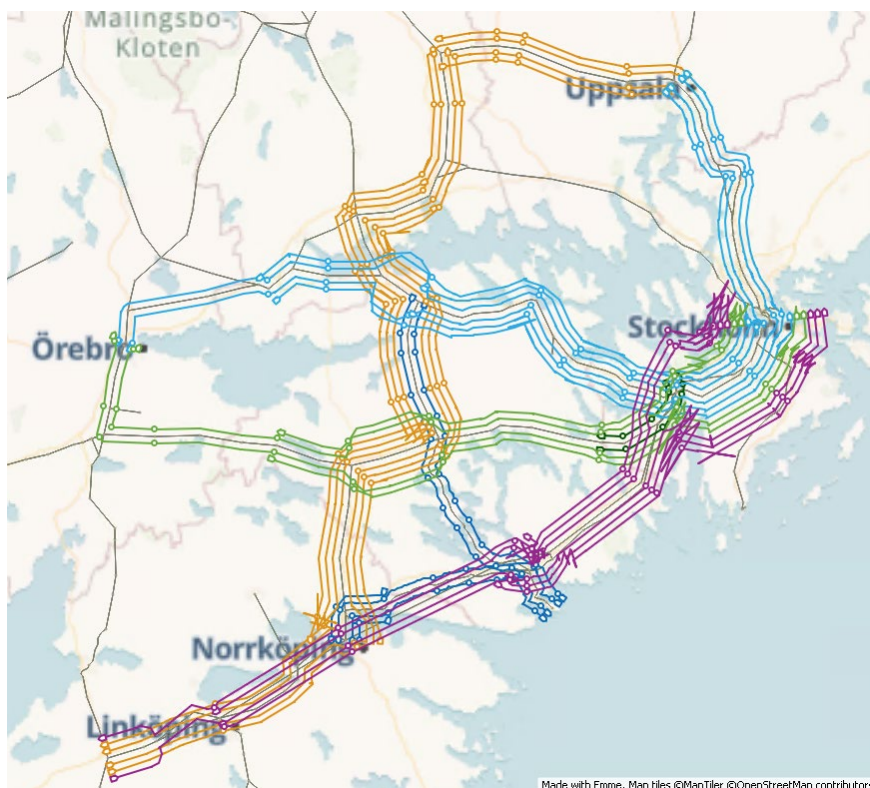 Malingsbo-
Kloten
Uppsala
Stockholm
Örebro
Norrköping
Linköping
Made with Emme. Map tiles ©MapTiler ©OpenStreetMap contributors